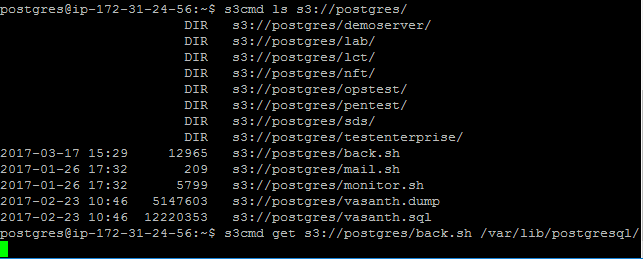 postgres@ip-172-31-24-56:~$ s3cmd ls s3://postgres/
DIR s3://postgres/demoserver/
DIR s3://postgres/lab/
DIR s3://postgres/lct/
DIR s3://postgres/nft/
DIR s3://postgres/opstest/
DIR s3://postgres/pentest/
DIR s3://postgres/sds/
DIR s3://postgres/testenterprise/
2017-03-17 15:29 12965 s3://postgres/back.sh
2017-01-26 17:32 209 s3://postgres/mail.sh
2017-01-26 17:32 5799 s3://postgres/monitor.sh
2017-02-23 10:46 5147603 s3://postgres/vasanth.dump
2017-02-23 10:46 12220353 s3://postgres/vasanth.sql
postgres@ip-172-31-24-56:~$ s3cmd get s3://postgres/back.sh /var/lib/postgresql/